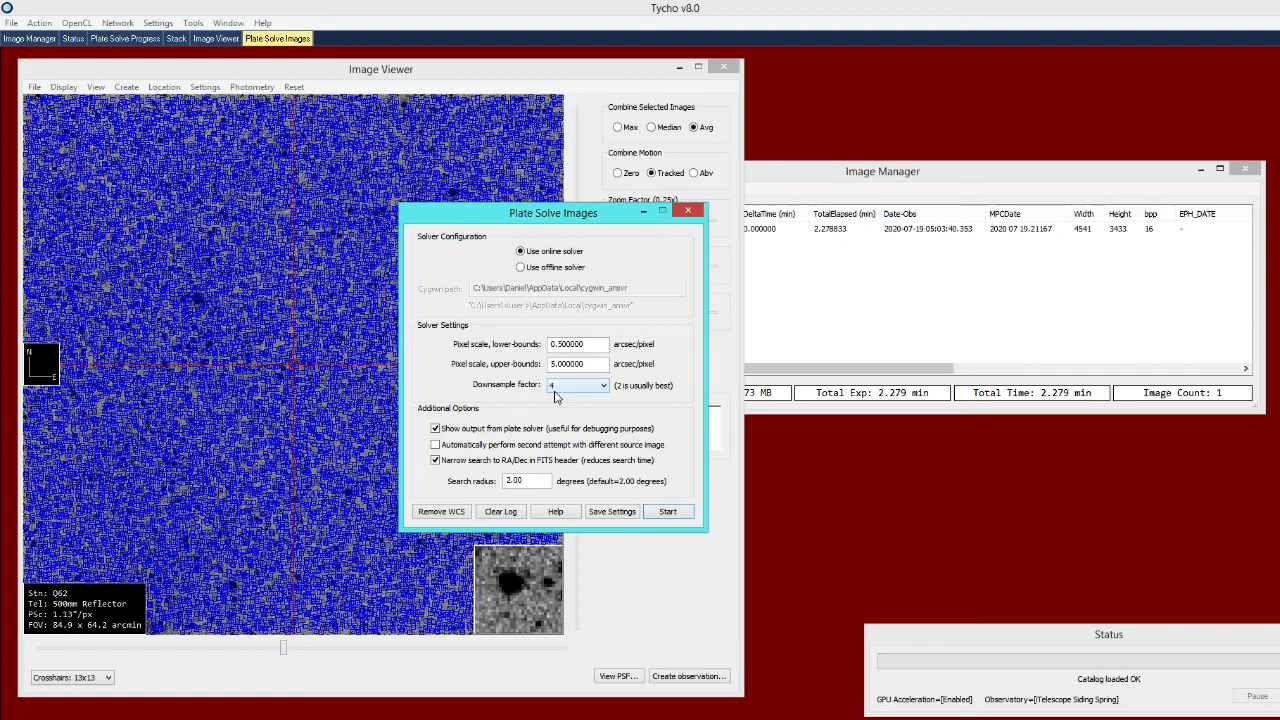 Tycho v8.0
File Action OpenCL Network Settings Tools Window Help
Image Manager Status Plate Solve Progress Stack Image Viewer Plate Solve Images
Image Viewer
File Display View Create Location Settings Photometry Reset
Combine Selected Images
Max Median Avg
Combine Motion
Zero Tracked Abv
Zoom Factor (0.25x)
N
E
Stn: Q62
Tel: 500mm Reflector
PSc: 1.13"/px
FOV: 84.9 x 64.2 arcmin
Crosshairs: 13x13
View PSF...
Create observation...
Plate Solve Images
Solver Configuration
Use online solver
Use offline solver
Cygwin path: C:\Users\Daniel\AppData\Local\cygwin_ansvr
"C:\Users\<user>\AppData\Local\cygwin_ansvr"
Solver Settings
Pixel scale, lower-bounds: 0.500000 arcsec/pixel
Pixel scale, upper-bounds: 5.000000 arcsec/pixel
Downsample factor: 4 (2 is usually best)
Additional Options
Show output from plate solver (useful for debugging purposes)
Automatically perform second attempt with different source image
Narrow search to RA/Dec in FITS header (reduces search time)
Search radius: 2.00 degrees (default=2.00 degrees)
Remove WCS Clear Log Help Save Settings Start
Image Manager
DeltaTime (min) TotalElapsed (min) Date-Obs MPCDate Width Height bpp EPH_DATE
0.000000 2.278833 2020-07-19 05:03:40.353 2020 07 19.21167 4541 3433 16 -
73 MB Total Exp: 2.279 min Total Time: 2.279 min Image Count: 1
Status
Catalog loaded OK
GPU Acceleration=[Enabled] Observatory=[iTelescope Siding Spring] Pause